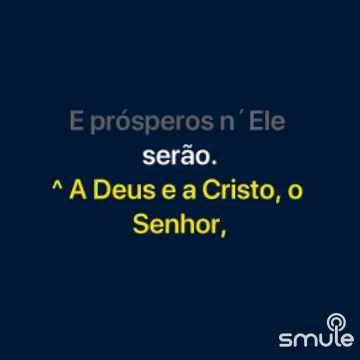 E prósperos n´Ele
serão.
^ A Deus e a Cristo, o
Senhor,
smule